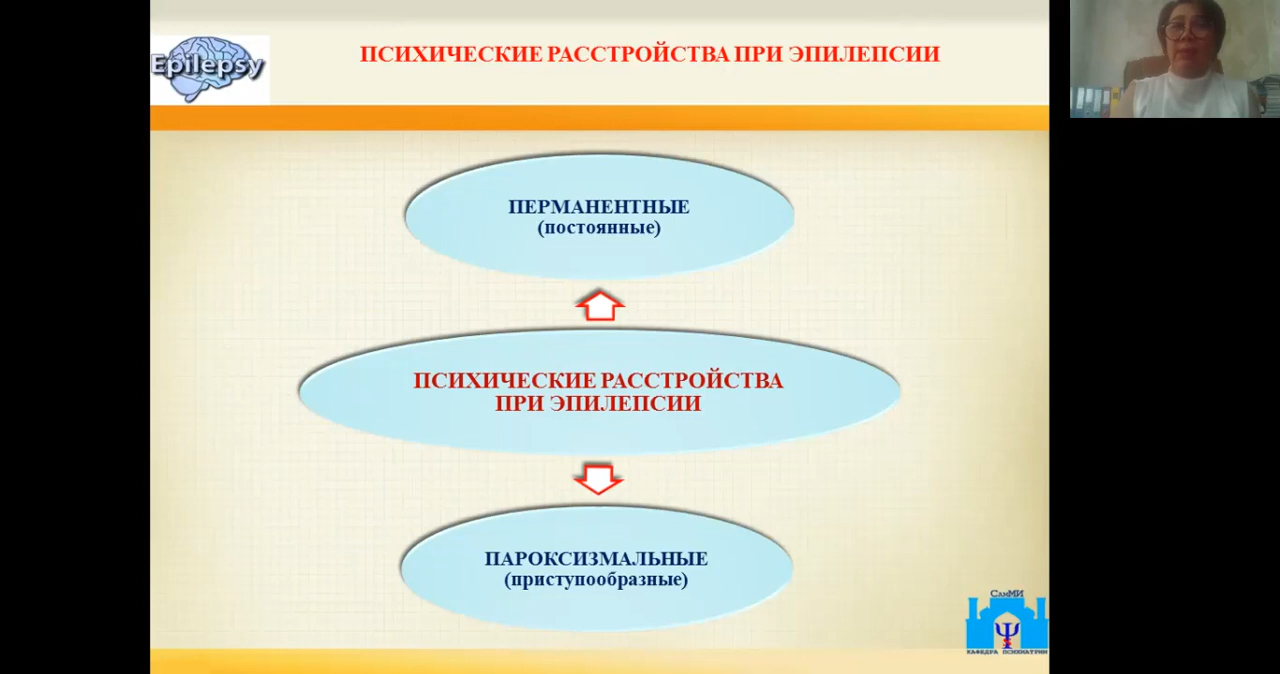 Epilepsy
ПСИХИЧЕСКИЕ РАССТРОЙСТВА ПРИ ЭПИЛЕПСИИ
ПЕРМАНЕНТНЫЕ
(постоянные)
ПСИХИЧЕСКИЕ РАССТРОЙСТВА
ПРИ ЭПИЛЕПСИИ
ПАРОКСИЗМАЛЬНЫЕ
(приступообразные)
СамМИ
Ψ
КАФЕДРА ПСИХИАТРИИ